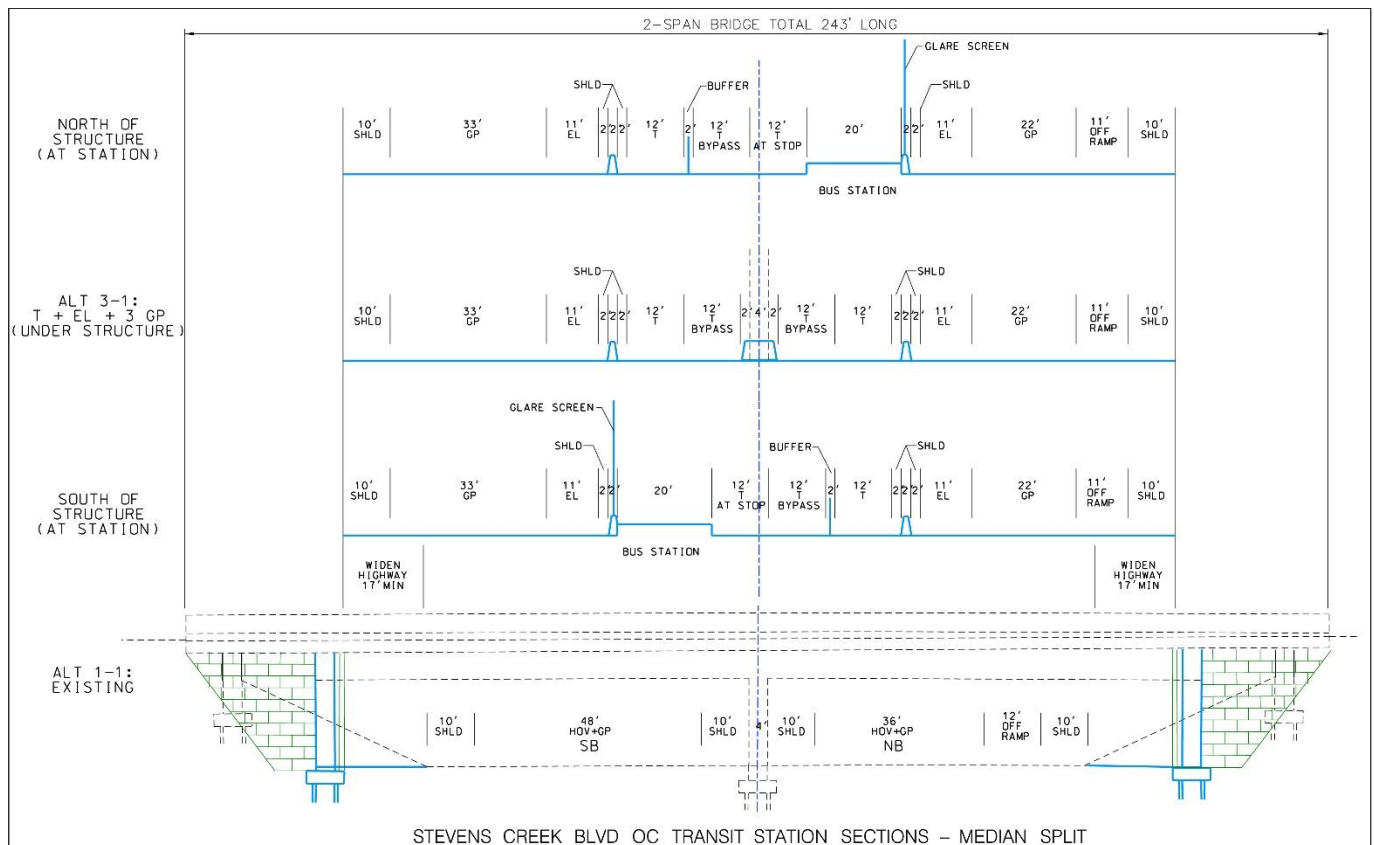 2-SPAN BRIDGE TOTAL 243' LONG
GLARE SCREEN
SHLD
BUFFER
SHLD
NORTH OF
STRUCTURE
(AT STATION)
10'
SHLD
33'
GP
11'
EL
2'
2'
2'
12'
T
2'
12'
T
BYPASS
12'
T
AT STOP
20'
2'
2'
11'
EL
22'
GP
11'
OFF
RAMP
10'
SHLD
BUS STATION
SHLD
SHLD
ALT 3-1:
T + EL + 3 GP
(UNDER STRUCTURE)
10'
SHLD
33'
GP
11'
EL
2'
2'
2'
12'
T
12'
T
BYPASS
2'
4'
2'
12'
T
BYPASS
12'
T
2'
2'
2'
11'
EL
22'
GP
11'
OFF
RAMP
10'
SHLD
GLARE SCREEN
SHLD
BUFFER
SHLD
SOUTH OF
STRUCTURE
(AT STATION)
10'
SHLD
33'
GP
11'
EL
2'
2'
20'
12'
T
AT STOP
12'
T
BYPASS
2'
12'
T
2'
2'
2'
11'
EL
22'
GP
11'
OFF
RAMP
10'
SHLD
BUS STATION
WIDEN
HIGHWAY
17'MIN
WIDEN
HIGHWAY
17'MIN
ALT 1-1:
EXISTING
10'
SHLD
48'
HOV+GP
SB
10'
SHLD
4'
10'
SHLD
36'
HOV+GP
NB
12'
OFF
RAMP
10'
SHLD
STEVENS CREEK BLVD OC TRANSIT STATION SECTIONS – MEDIAN SPLIT